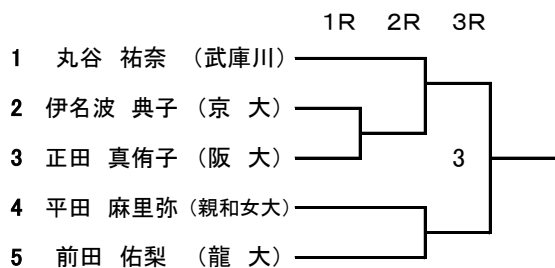 1R 2R 3R
1 丸谷 祐奈 (武庫川)
2 伊名波 典子 (京 大)
3 正田 真侑子 (阪 大) 3
4 平田 麻里弥 (親和女大)
5 前田 佑梨 (龍 大)